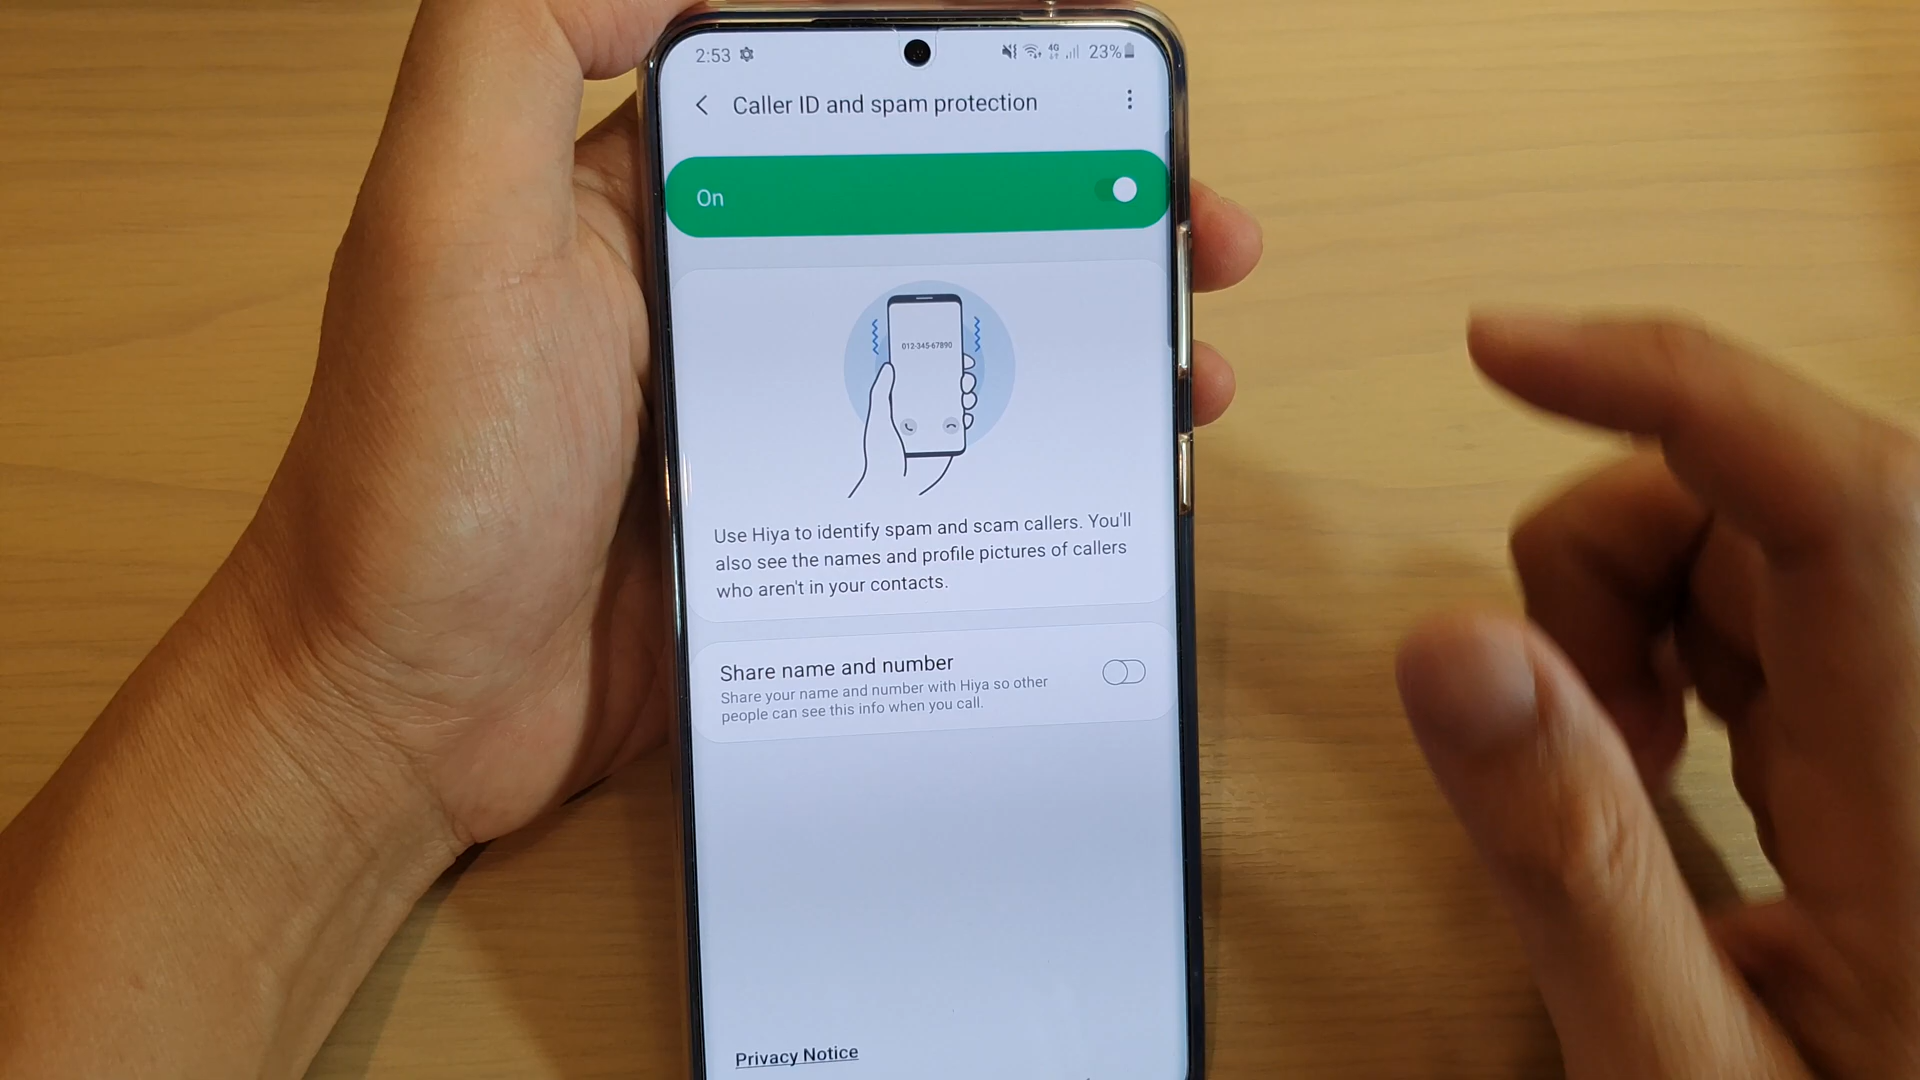 2:53 4G 23%
Caller ID and spam protection
On
012-345-67890
Use Hiya to identify spam and scam callers. You'll
also see the names and profile pictures of callers
who aren't in your contacts.
Share name and number
Share your name and number with Hiya so other
people can see this info when you call.
Privacy Notice